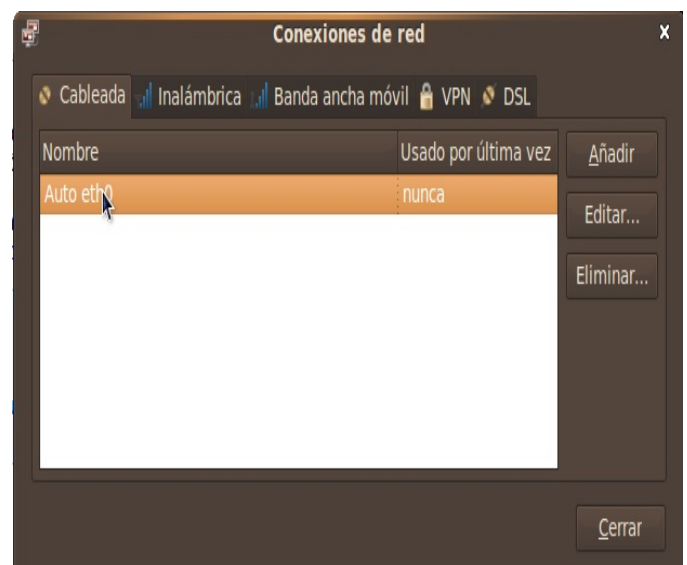 Conexiones de red x
Cableada Inalámbrica Banda ancha móvil VPN DSL
Nombre Usado por última vez
Auto eth0 nunca
Añadir
Editar...
Eliminar...
Cerrar